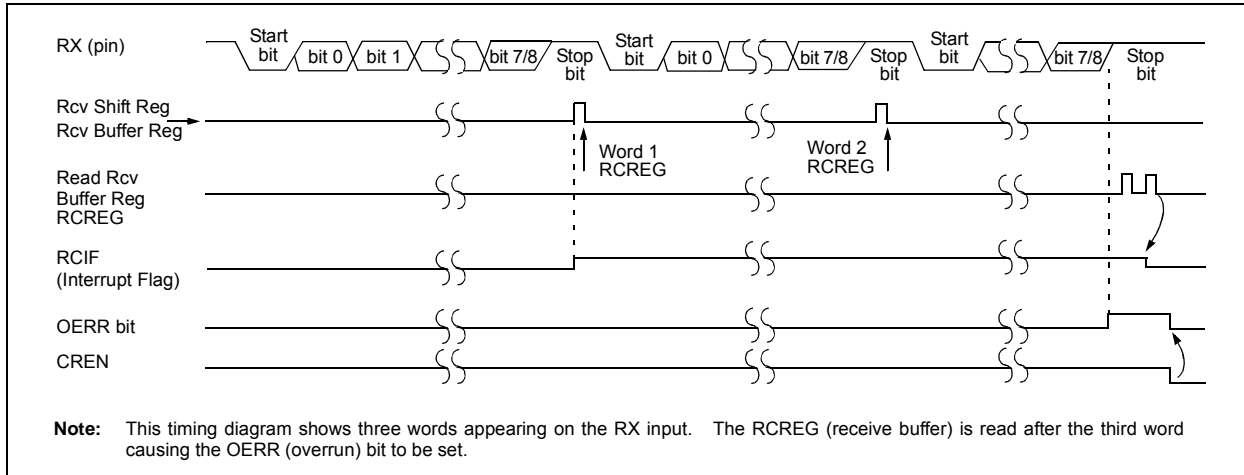 RX (pin)
Start bit
bit 0
bit 1
bit 7/8
Stop bit
Start bit
bit 0
bit 7/8
Stop bit
Start bit
bit 7/8
Stop bit
Rcv Shift Reg
Rcv Buffer Reg
Word 1
RCREG
Word 2
RCREG
Read Rcv
Buffer Reg
RCREG
RCIF
(Interrupt Flag)
OERR bit
CREN
Note: This timing diagram shows three words appearing on the RX input. The RCREG (receive buffer) is read after the third word
causing the OERR (overrun) bit to be set.